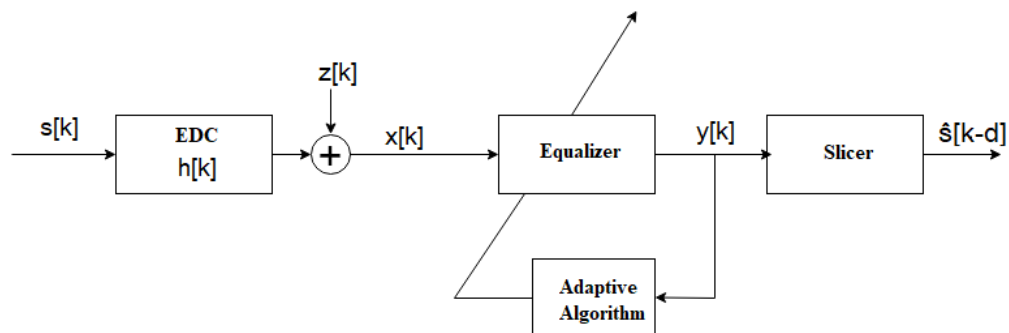 z[k]
s[k]
EDC
h[k]
+
x[k]
Equalizer
y[k]
Slicer
ŝ[k-d]
Adaptive
Algorithm